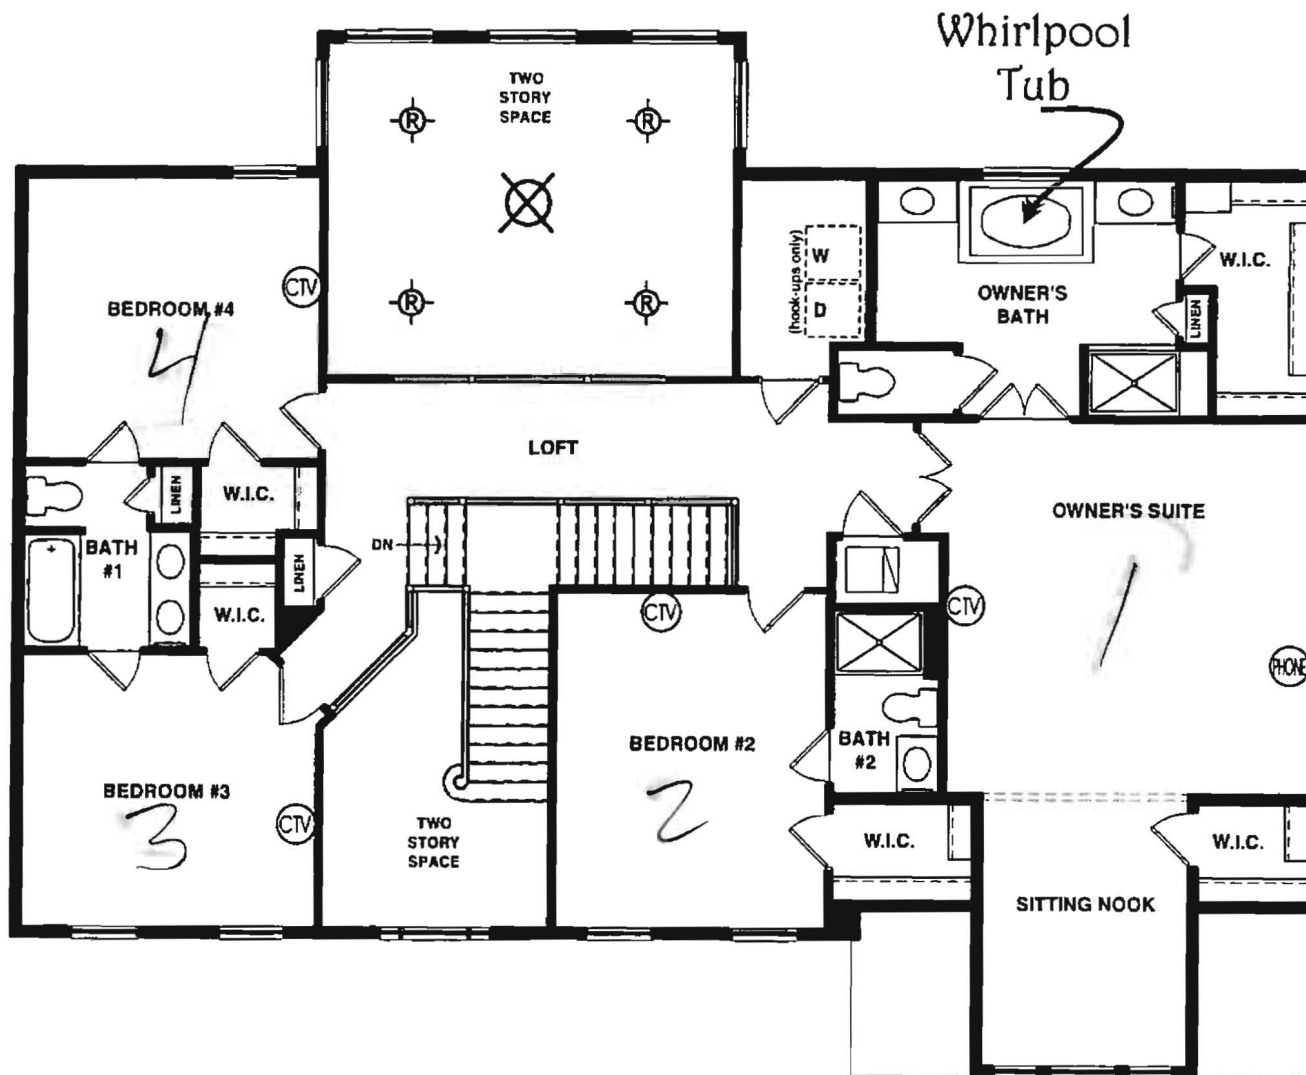 Whirlpool
Tub
TWO
STORY
SPACE
R
R
R
R
W
D
(hook-ups only)
OWNER'S
BATH
W.I.C.
LINEN
BEDROOM #4
4
CTV
LOFT
W.I.C.
LINEN
BATH
#1
LINEN
W.I.C.
DN
CTV
OWNER'S SUITE
1
CTV
PHONE
BEDROOM #3
3
CTV
TWO
STORY
SPACE
BEDROOM #2
2
BATH
#2
W.I.C.
W.I.C.
SITTING NOOK